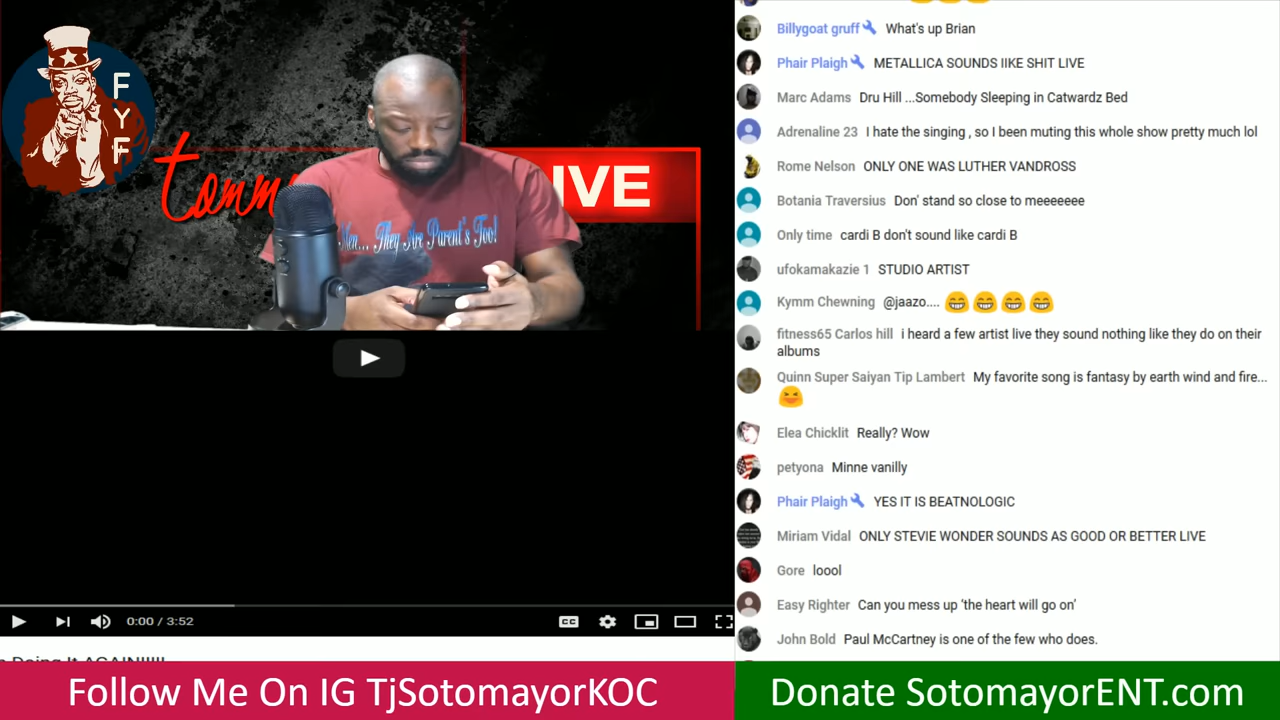 FYF
tomm
IVE
Men... They Are Parent's Too!
0:00 / 3:52
CC
Doing It AGAIN!!!!!
Follow Me On IG TjSotomayorKOC
Billygoat gruff What's up Brian
Phair Plaigh METALLICA SOUNDS lIKE SHIT LIVE
Marc Adams Dru Hill ...Somebody Sleeping in Catwardz Bed
Adrenaline 23 I hate the singing , so I been muting this whole show pretty much lol
Rome Nelson ONLY ONE WAS LUTHER VANDROSS
Botania Traversius Don' stand so close to meeeeeee
Only time cardi B don't sound like cardi B
ufokamakazie 1 STUDIO ARTIST
Kymm Chewning @jaazo.... 😁😁😁😁
fitness65 Carlos hill i heard a few artist live they sound nothing like they do on their
albums
Quinn Super Saiyan Tip Lambert My favorite song is fantasy by earth wind and fire...
😆
Elea Chicklit Really? Wow
petyona Minne vanilly
Phair Plaigh YES IT IS BEATNOLOGIC
Miriam Vidal ONLY STEVIE WONDER SOUNDS AS GOOD OR BETTER LIVE
Gore loool
Easy Righter Can you mess up 'the heart will go on'
John Bold Paul McCartney is one of the few who does.
Donate SotomayorENT.com